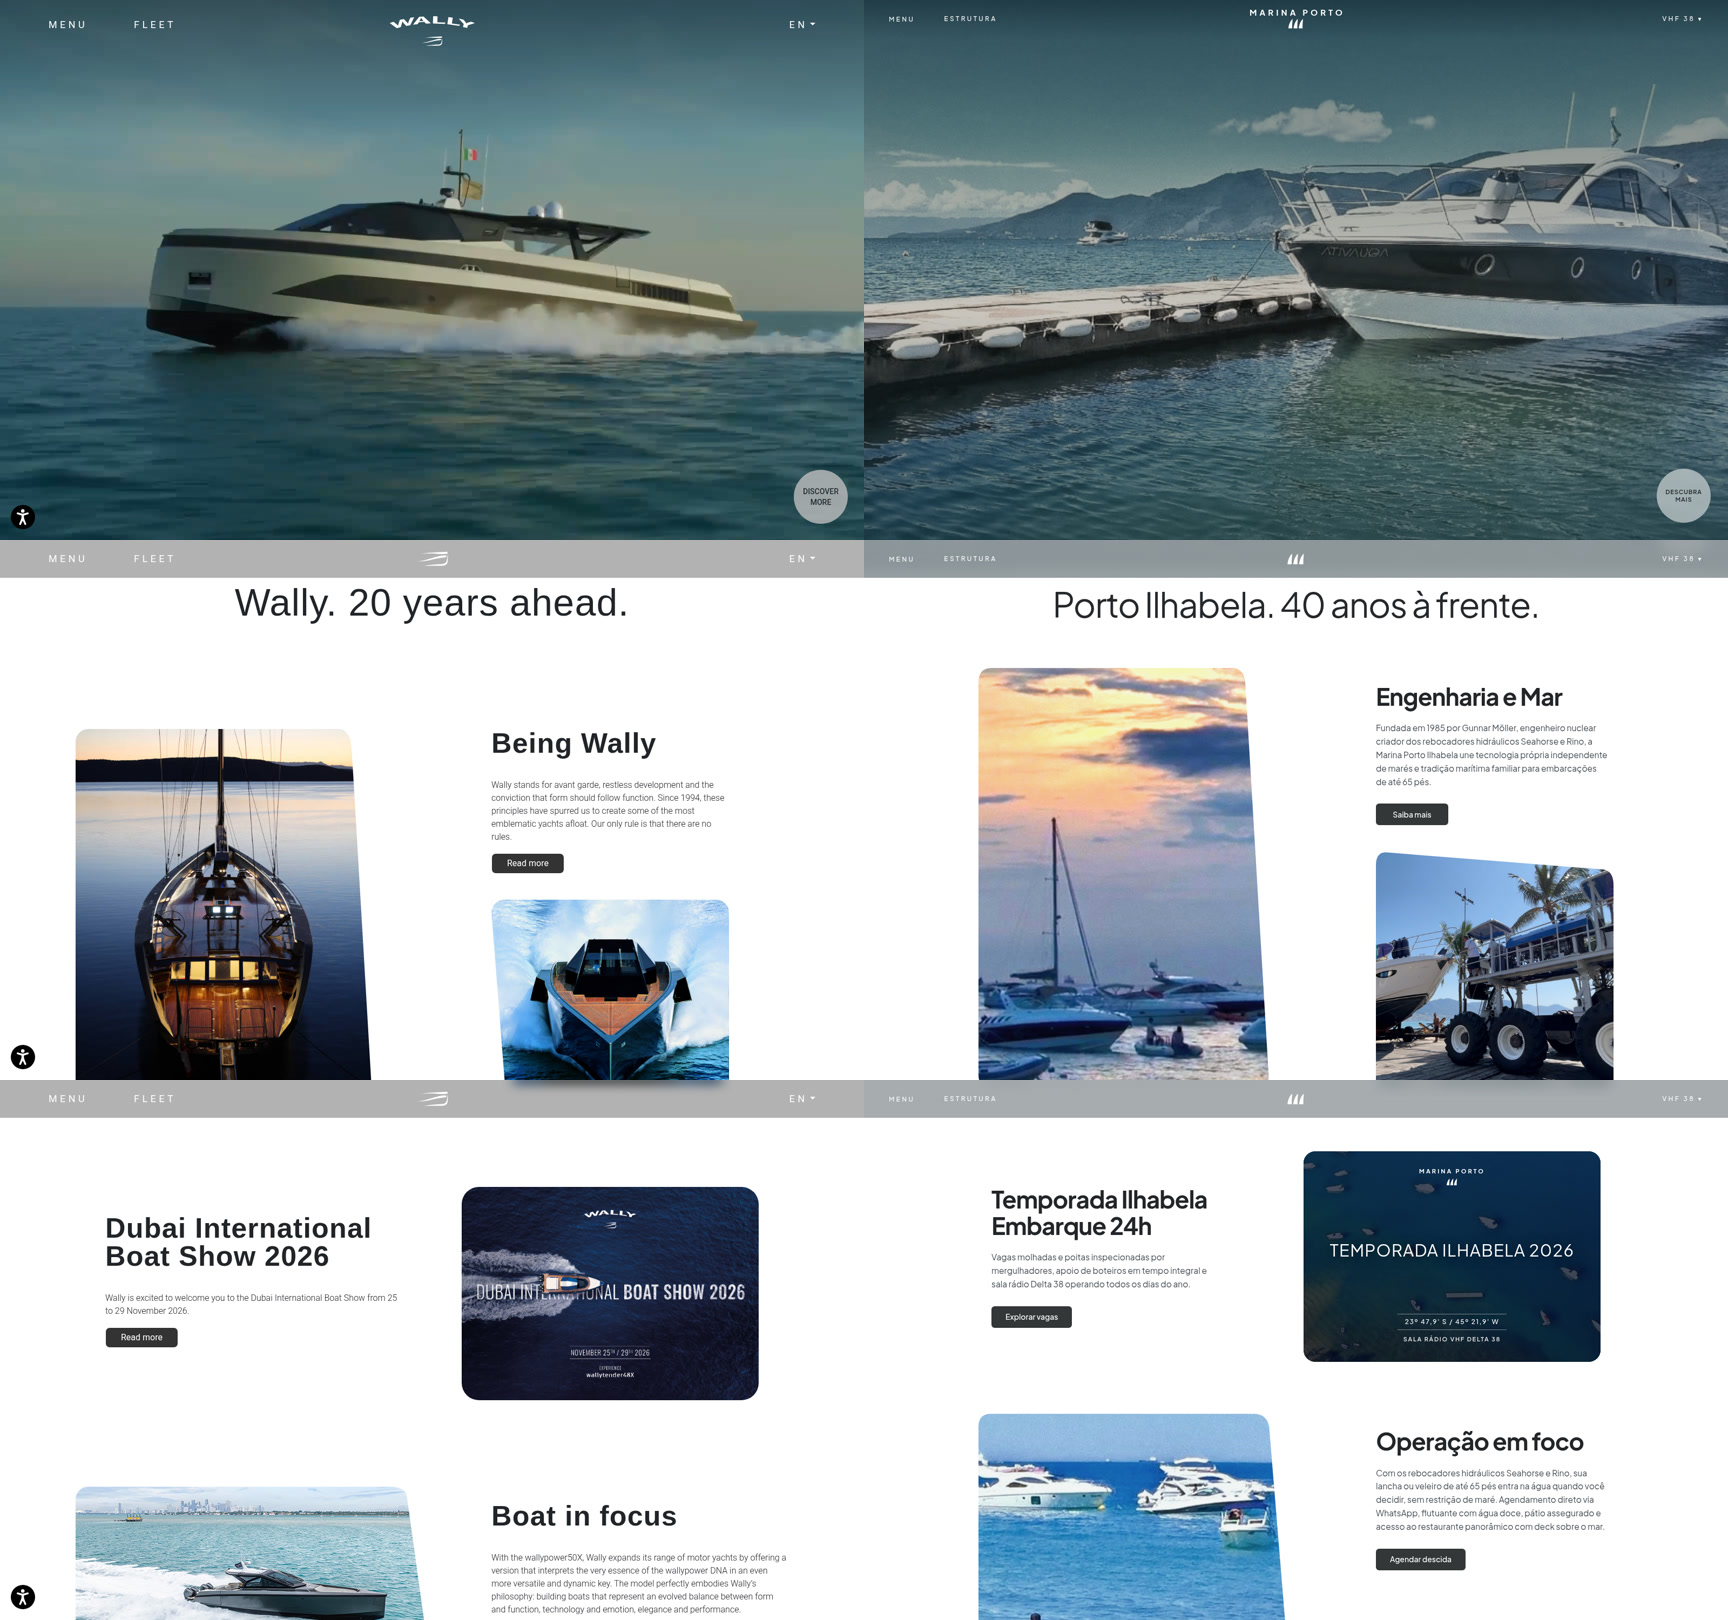 MENU FLEET WALLY EN
DISCOVER
MORE
MENU FLEET EN
Wally. 20 years ahead.
Being Wally
Wally stands for avant garde, restless development and the
conviction that form should follow function. Since 1994, these
principles have spurred us to create some of the most
emblematic yachts afloat. Our only rule is that there are no
rules.
Read more
MENU FLEET EN
Dubai International
Boat Show 2026
Wally is excited to welcome you to the Dubai International Boat Show from 25
to 29 November 2026.
Read more
WALLY
DUBAI INTERNATIONAL BOAT SHOW 2026
NOVEMBER 25TH / 29TH 2026
EXPERIENCE
wallytender48X
Boat in focus
With the wallypower50X, Wally expands its range of motor yachts by offering a
version that interprets the very essence of the wallypower DNA in an even
more versatile and dynamic key. The model perfectly embodies Wally's
philosophy: building boats that represent an evolved balance between form
and function, technology and emotion, elegance and performance.
MENU ESTRUTURA MARINA PORTO VHF 38
ATIVAUGA
DESCUBRA
MAIS
MENU ESTRUTURA VHF 38
Porto Ilhabela. 40 anos à frente.
Engenharia e Mar
Fundada em 1985 por Gunnar Möller, engenheiro nuclear
criador dos rebocadores hidráulicos Seahorse e Rino, a
Marina Porto Ilhabela une tecnologia própria independente
de marés e tradição marítima familiar para embarcações
de até 65 pés.
Saiba mais
MENU ESTRUTURA VHF 38
Temporada Ilhabela
Embarque 24h
Vagas molhadas e poitas inspecionadas por
mergulhadores, apoio de boteiros em tempo integral e
sala rádio Delta 38 operando todos os dias do ano.
Explorar vagas
MARINA PORTO
TEMPORADA ILHABELA 2026
23º 47,9' S / 45º 21,9' W
SALA RÁDIO VHF DELTA 38
Operação em foco
Com os rebocadores hidráulicos Seahorse e Rino, sua
lancha ou veleiro de até 65 pés entra na água quando você
decidir, sem restrição de maré. Agendamento direto via
WhatsApp, flutuante com água doce, pátio assegurado e
acesso ao restaurante panorâmico com deck sobre o mar.
Agendar descida